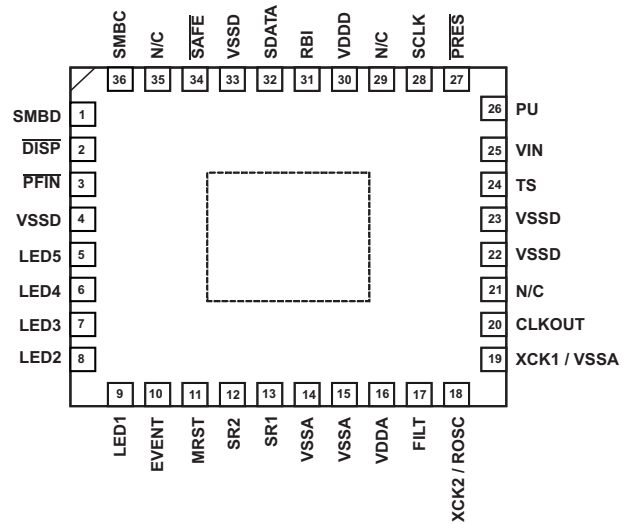 SMBC
N/C
SAFE
VSSD
SDATA
RBI
VDDD
N/C
SCLK
PRES
36
35
34
33
32
31
30
29
28
27
SMBD 1
DISP 2
PFIN 3
VSSD 4
LED5 5
LED4 6
LED3 7
LED2 8
26 PU
25 VIN
24 TS
23 VSSD
22 VSSD
21 N/C
20 CLKOUT
19 XCK1 / VSSA
9
10
11
12
13
14
15
16
17
18
LED1
EVENT
MRST
SR2
SR1
VSSA
VSSA
VDDA
FILT
XCK2 / ROSC